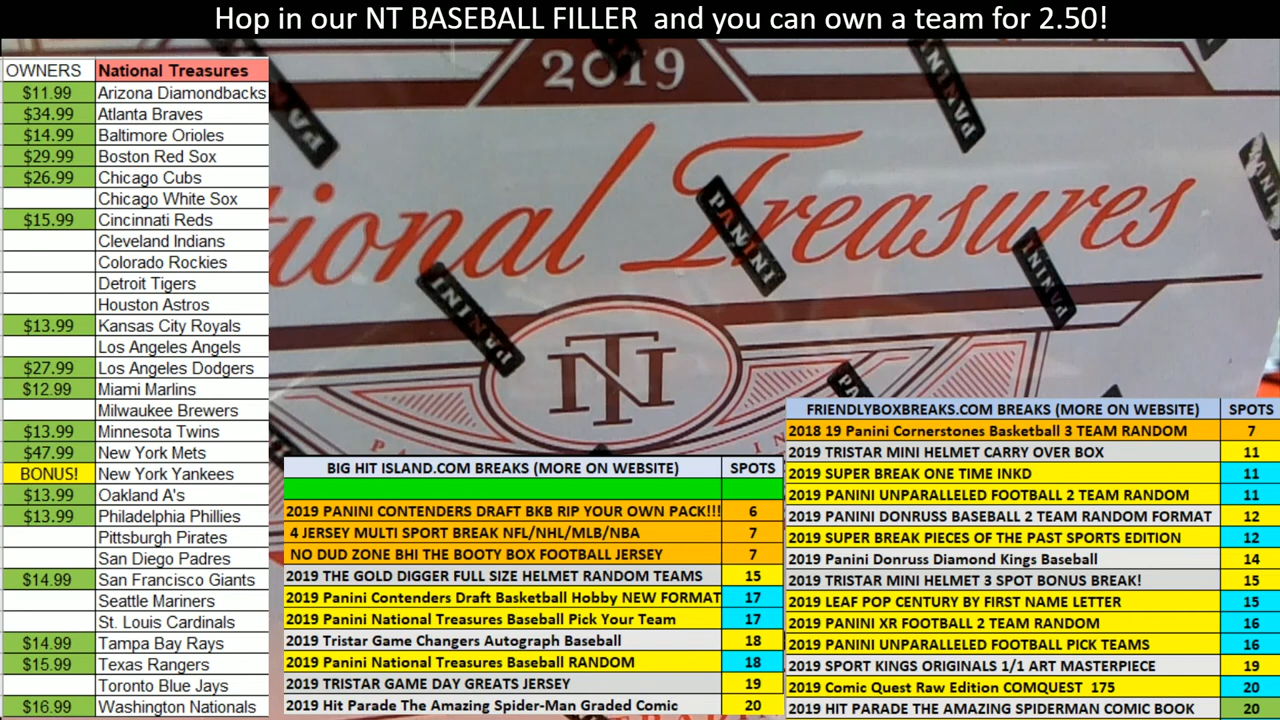 Hop in our NT BASEBALL FILLER and you can own a team for 2.50!
OWNERS National Treasures
$11.99 Arizona Diamondbacks
$34.99 Atlanta Braves
$14.99 Baltimore Orioles
$29.99 Boston Red Sox
$26.99 Chicago Cubs
Chicago White Sox
$15.99 Cincinnati Reds
Cleveland Indians
Colorado Rockies
Detroit Tigers
Houston Astros
$13.99 Kansas City Royals
Los Angeles Angels
$27.99 Los Angeles Dodgers
$12.99 Miami Marlins
Milwaukee Brewers
$13.99 Minnesota Twins
$47.99 New York Mets
BONUS! New York Yankees
$13.99 Oakland A's
$13.99 Philadelphia Phillies
Pittsburgh Pirates
San Diego Padres
$14.99 San Francisco Giants
Seattle Mariners
St. Louis Cardinals
$14.99 Tampa Bay Rays
$15.99 Texas Rangers
Toronto Blue Jays
$16.99 Washington Nationals
2019
tional Treasures
PANINI
PANINI
PANINI
PANINI
NT
BIG HIT ISLAND.COM BREAKS (MORE ON WEBSITE) SPOTS
2019 PANINI CONTENDERS DRAFT BKB RIP YOUR OWN PACK!!! 6
4 JERSEY MULTI SPORT BREAK NFL/NHL/MLB/NBA 7
NO DUD ZONE BHI THE BOOTY BOX FOOTBALL JERSEY 7
2019 THE GOLD DIGGER FULL SIZE HELMET RANDOM TEAMS 15
2019 Panini Contenders Draft Basketball Hobby NEW FORMAT 17
2019 Panini National Treasures Baseball Pick Your Team 17
2019 Tristar Game Changers Autograph Baseball 18
2019 Panini National Treasures Baseball RANDOM 18
2019 TRISTAR GAME DAY GREATS JERSEY 19
2019 Hit Parade The Amazing Spider-Man Graded Comic 20
FRIENDLYBOXBREAKS.COM BREAKS (MORE ON WEBSITE) SPOTS
2018 19 Panini Cornerstones Basketball 3 TEAM RANDOM 7
2019 TRISTAR MINI HELMET CARRY OVER BOX 11
2019 SUPER BREAK ONE TIME INKD 11
2019 PANINI UNPARALLELED FOOTBALL 2 TEAM RANDOM 11
2019 PANINI DONRUSS BASEBALL 2 TEAM RANDOM FORMAT 12
2019 SUPER BREAK PIECES OF THE PAST SPORTS EDITION 12
2019 Panini Donruss Diamond Kings Baseball 14
2019 TRISTAR MINI HELMET 3 SPOT BONUS BREAK! 15
2019 LEAF POP CENTURY BY FIRST NAME LETTER 15
2019 PANINI XR FOOTBALL 2 TEAM RANDOM 16
2019 PANINI UNPARALLELED FOOTBALL PICK TEAMS 16
2019 SPORT KINGS ORIGINALS 1/1 ART MASTERPIECE 19
2019 Comic Quest Raw Edition COMQUEST 175 20
2019 HIT PARADE THE AMAZING SPIDERMAN COMIC BOOK 20